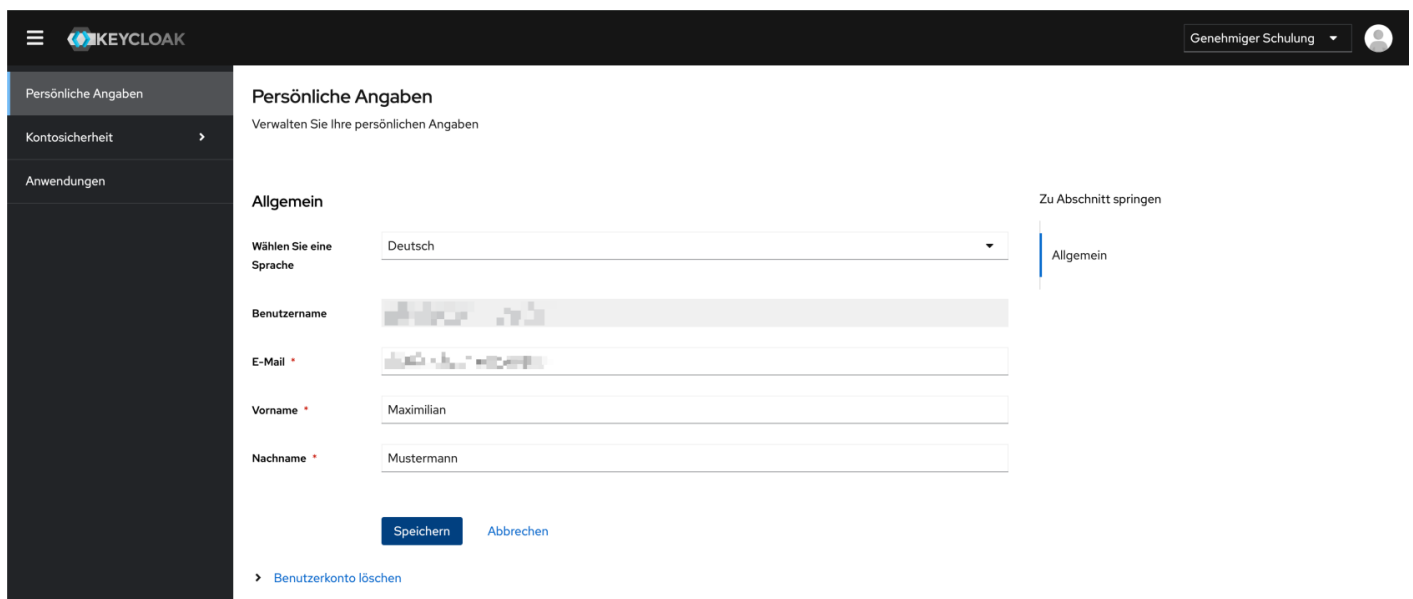 KEYCLOAK
Genehmiger Schulung
Persönliche Angaben
Kontosicherheit
Anwendungen
Persönliche Angaben
Verwalten Sie Ihre persönlichen Angaben
Allgemein
Wählen Sie eine
Sprache
Deutsch
Benutzername
E-Mail *
Vorname *
Maximilian
Nachname *
Mustermann
Speichern
Abbrechen
Benutzerkonto löschen
Zu Abschnitt springen
Allgemein